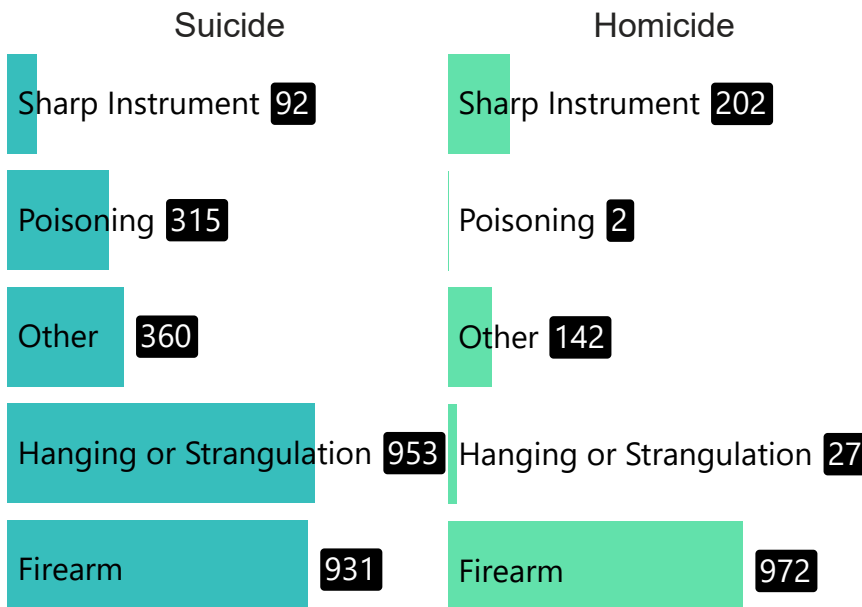 Suicide
Sharp Instrument 92
Poisoning 315
Other 360
Hanging or Strangulation 953
Firearm 931
Homicide
Sharp Instrument 202
Poisoning 2
Other 142
Hanging or Strangulation 27
Firearm 972